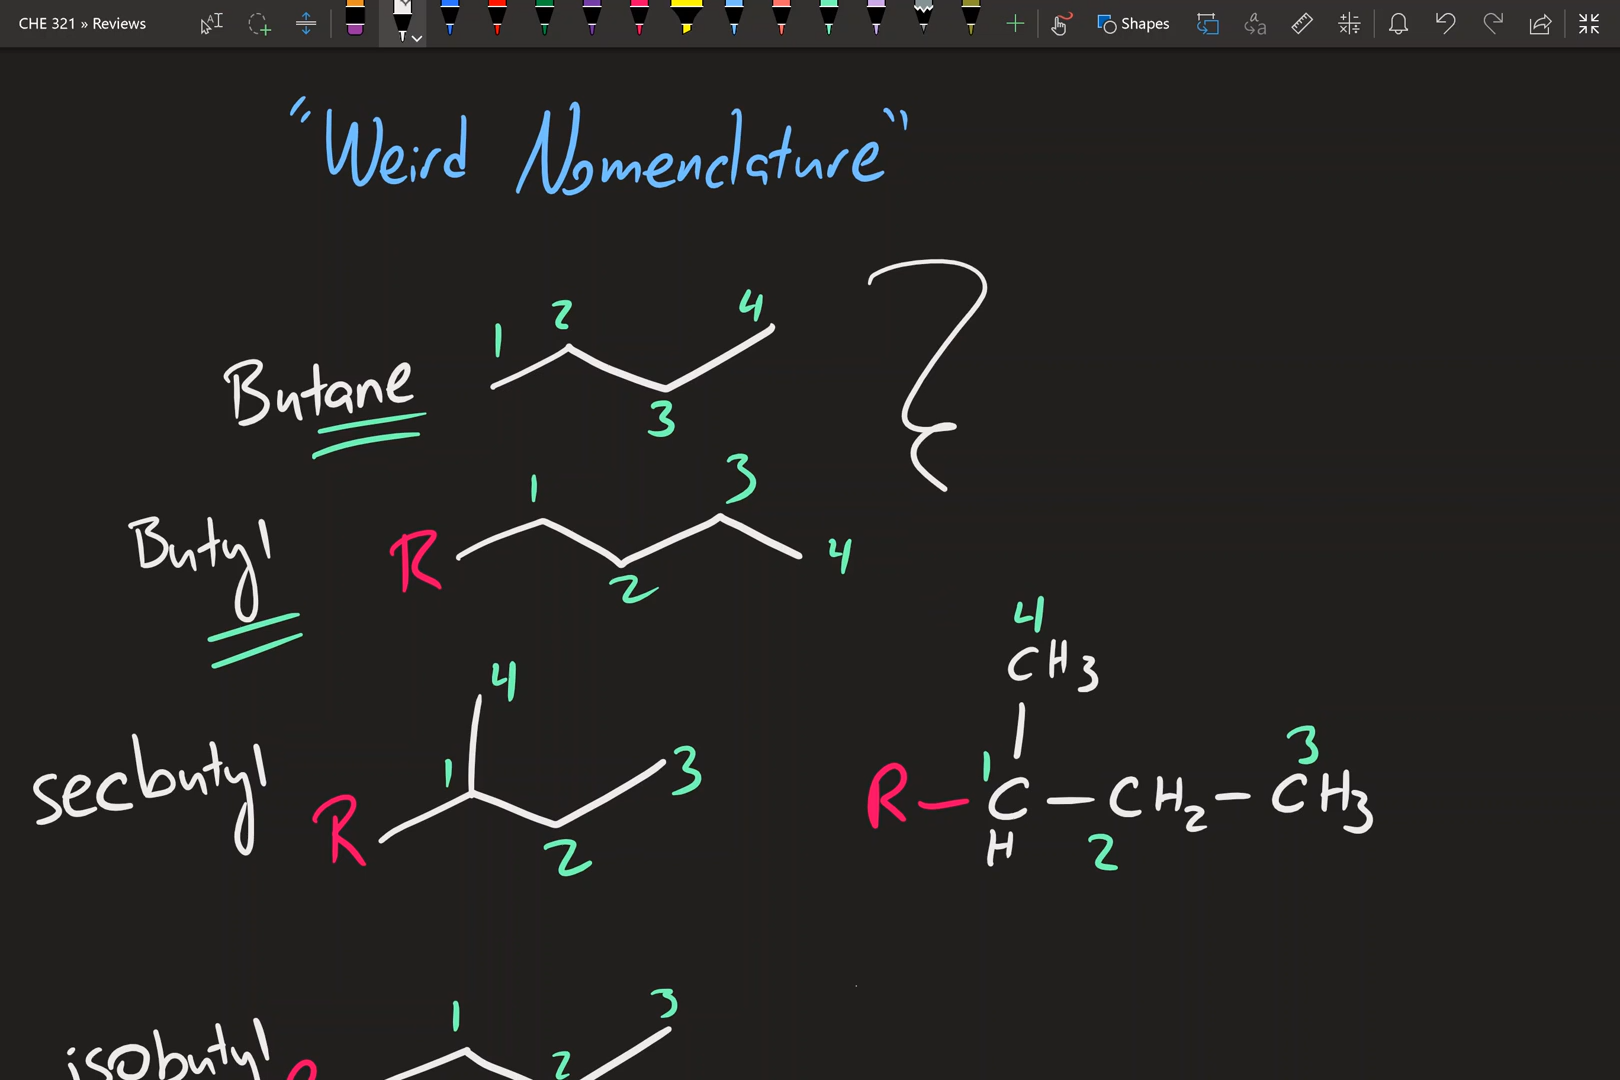 CHE 321 » Reviews
Shapes
"Weird Nomenclature"
Butane
1 2 3 4
Butyl
R 1 2 3 4
secbutyl
R 1 2 3 4
4
CH3
1 3
R - C - CH2 - CH3
H 2
isobutyl
R 1 2 3